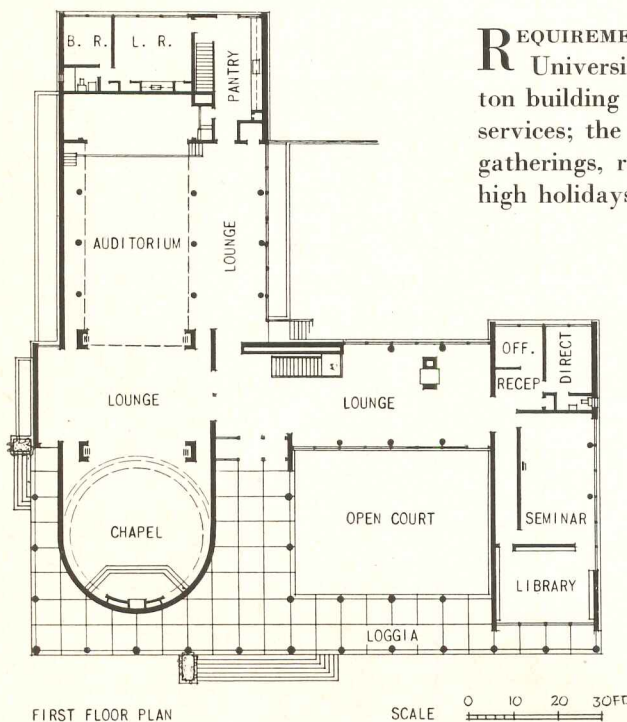 REQUIREME
Universi
ton building
services; the
gatherings, r
high holidays
B. R.
L. R.
PANTRY
AUDITORIUM
LOUNGE
OFF.
DIRECT
RECEP
LOUNGE
LOUNGE
CHAPEL
OPEN COURT
SEMINAR
LIBRARY
LOGGIA
FIRST FLOOR PLAN
SCALE
0 10 20 30FT